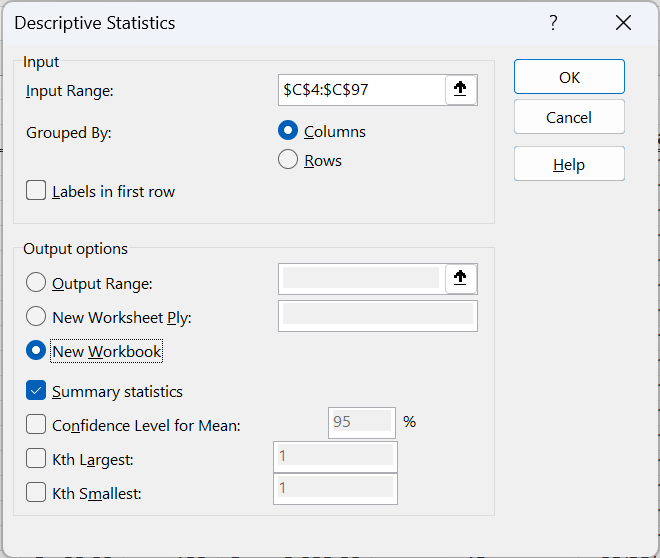 Descriptive Statistics ? ×
Input
Input Range: $C$4:$C$97
OK
Grouped By: Columns
Cancel
Rows
Help
Labels in first row
Output options
Output Range:
New Worksheet Ply:
New Workbook
Summary statistics
Confidence Level for Mean: 95 %
Kth Largest: 1
Kth Smallest: 1